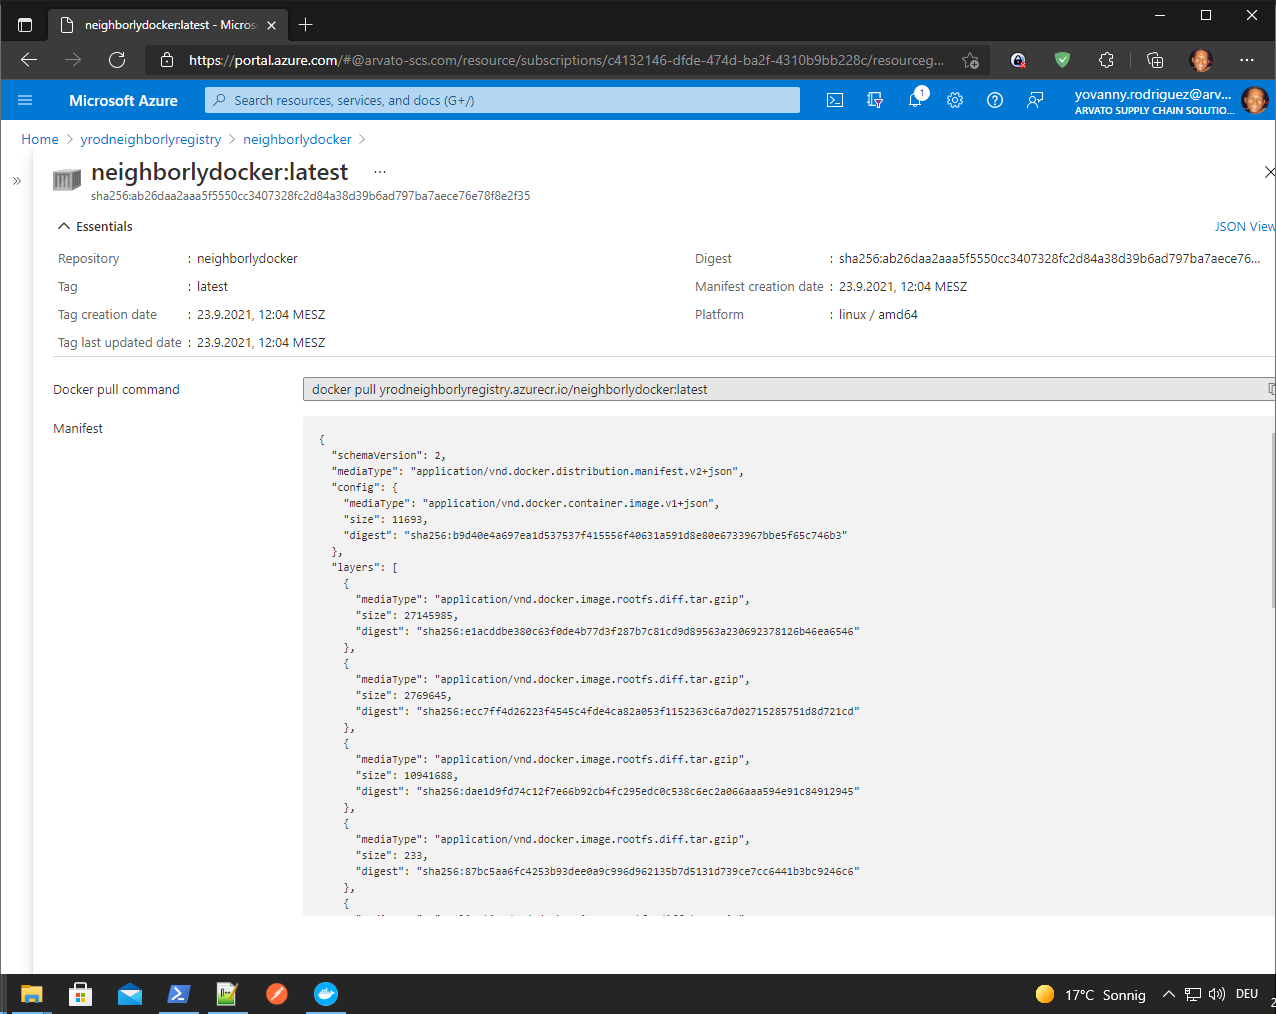 neighborlydocker:latest - Micros
https://portal.azure.com/#@arvato-scs.com/resource/subscriptions/c4132146-dfde-474d-ba2f-4310b9bb228c/resourceg...
Microsoft Azure
Search resources, services, and docs (G+/)
1
yovanny.rodriguez@arv...
ARVATO SUPPLY CHAIN SOLUTIO...
Home > yrodneighborlyregistry > neighborlydocker >
neighborlydocker:latest ...
sha256:ab26daa2aaa5f5550cc3407328fc2d84a38d39b6ad797ba7aece76e78f8e2f35
Essentials
JSON View
Repository : neighborlydocker
Digest : sha256:ab26daa2aaa5f5550cc3407328fc2d84a38d39b6ad797ba7aece76...
Tag : latest
Manifest creation date : 23.9.2021, 12:04 MESZ
Tag creation date : 23.9.2021, 12:04 MESZ
Platform : linux / amd64
Tag last updated date : 23.9.2021, 12:04 MESZ
Docker pull command
docker pull yrodneighborlyregistry.azurecr.io/neighborlydocker:latest
Manifest
{
"schemaVersion": 2,
"mediaType": "application/vnd.docker.distribution.manifest.v2+json",
"config": {
"mediaType": "application/vnd.docker.container.image.v1+json",
"size": 11693,
"digest": "sha256:b9d40e4a697ea1d537537f415556f40631a591d8e80e6733967bbe5f65c746b3"
},
"layers": [
{
"mediaType": "application/vnd.docker.image.rootfs.diff.tar.gzip",
"size": 27145985,
"digest": "sha256:e1acddbe380c63f0de4b77d3f287b7c81cd9d89563a230692378126b46ea6546"
},
{
"mediaType": "application/vnd.docker.image.rootfs.diff.tar.gzip",
"size": 2769645,
"digest": "sha256:ecc7ff4d26223f4545c4fde4ca82a053f1152363c6a7d02715285751d8d721cd"
},
{
"mediaType": "application/vnd.docker.image.rootfs.diff.tar.gzip",
"size": 10941688,
"digest": "sha256:dae1d9fd74c12f7e66b92cb4fc295edc0c538c6ec2a066aaa594e91c84912945"
},
{
"mediaType": "application/vnd.docker.image.rootfs.diff.tar.gzip",
"size": 233,
"digest": "sha256:87bc5aa6fc4253b93dee0a9c996d962135b7d5131d739ce7cc6441b3bc9246c6"
},
{
17°C Sonnig
DEU